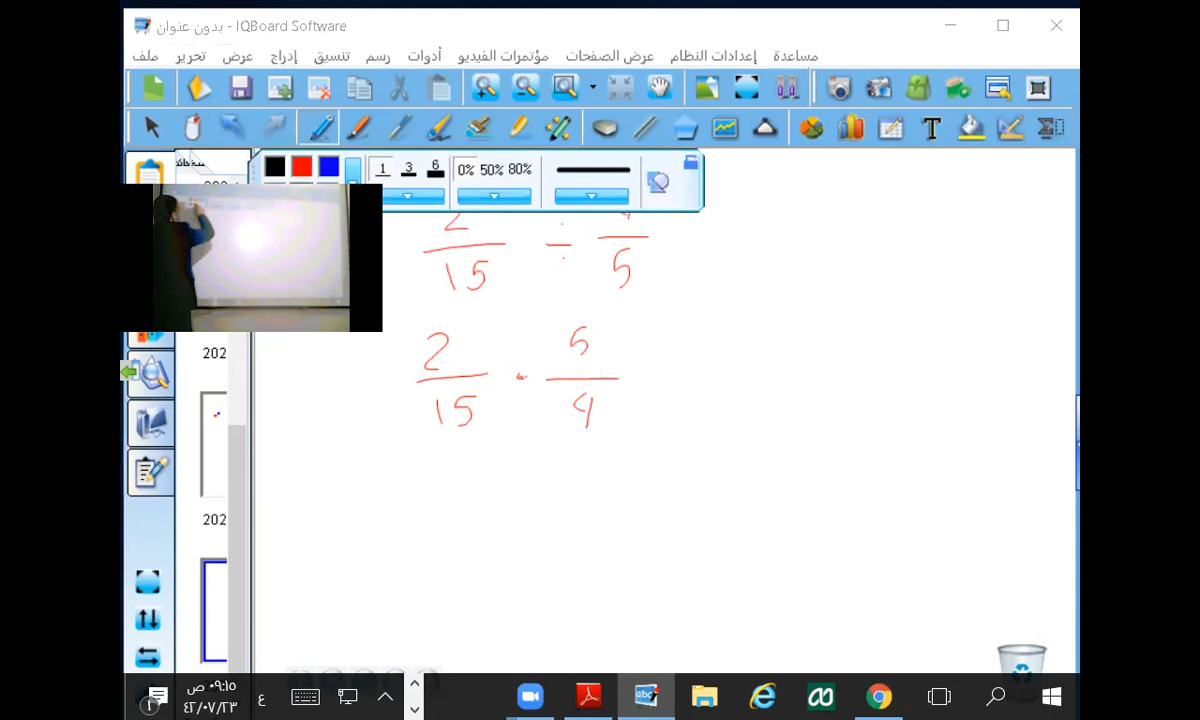 بدون عنوان - IQBoard Software
ملف تحرير عرض إدراج تنسيق رسم أدوات مؤتمرات الفيديو عرض الصفحات إعدادات النظام مساعدة
1 3 6 0% 50% 80%
2
15
÷
5
2
15
·
5
4
202
202
٠٩:١٥ ص
٤٢/٠٧/٢٣
ع